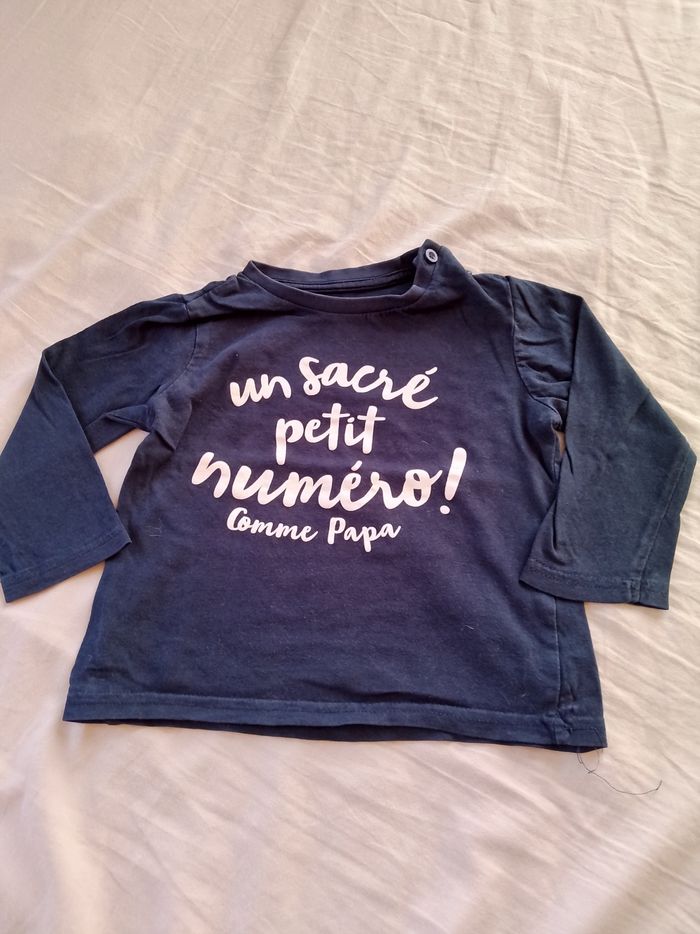 un sacré
petit
numéro!
Comme Papa